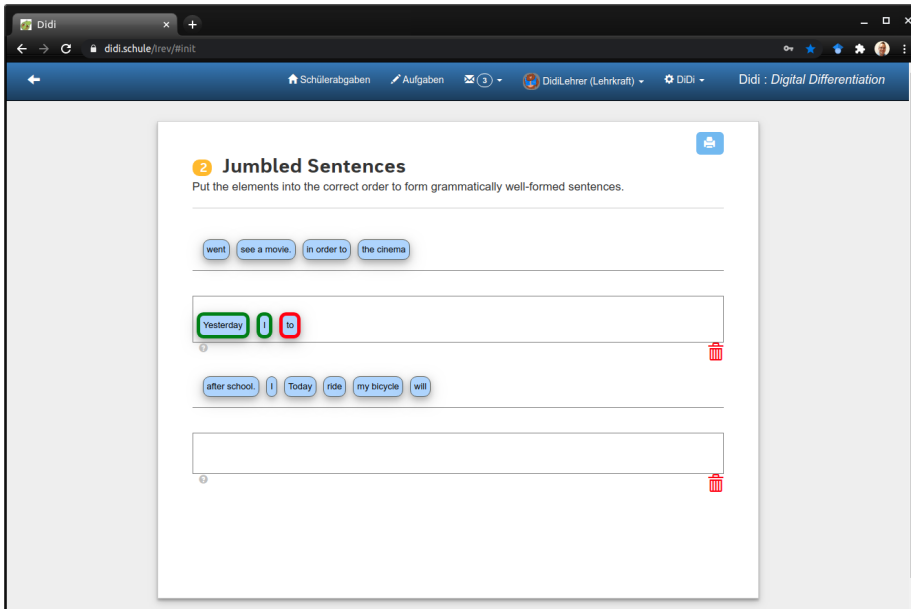 Didi
didi.schule/lrev/#init
Schülerabgaben Aufgaben 3 DidiLehrer (Lehrkraft) DiDi Didi : Digital Differentiation
2 Jumbled Sentences
Put the elements into the correct order to form grammatically well-formed sentences.
went see a movie. in order to the cinema
Yesterday I to
?
after school. I Today ride my bicycle will
?